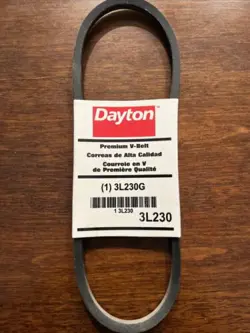 Dayton
Premium V-Belt
Correas de Alta Calidad
Courroie en V
de Première Qualité
(1) 3L230G
1 3L230
3L230